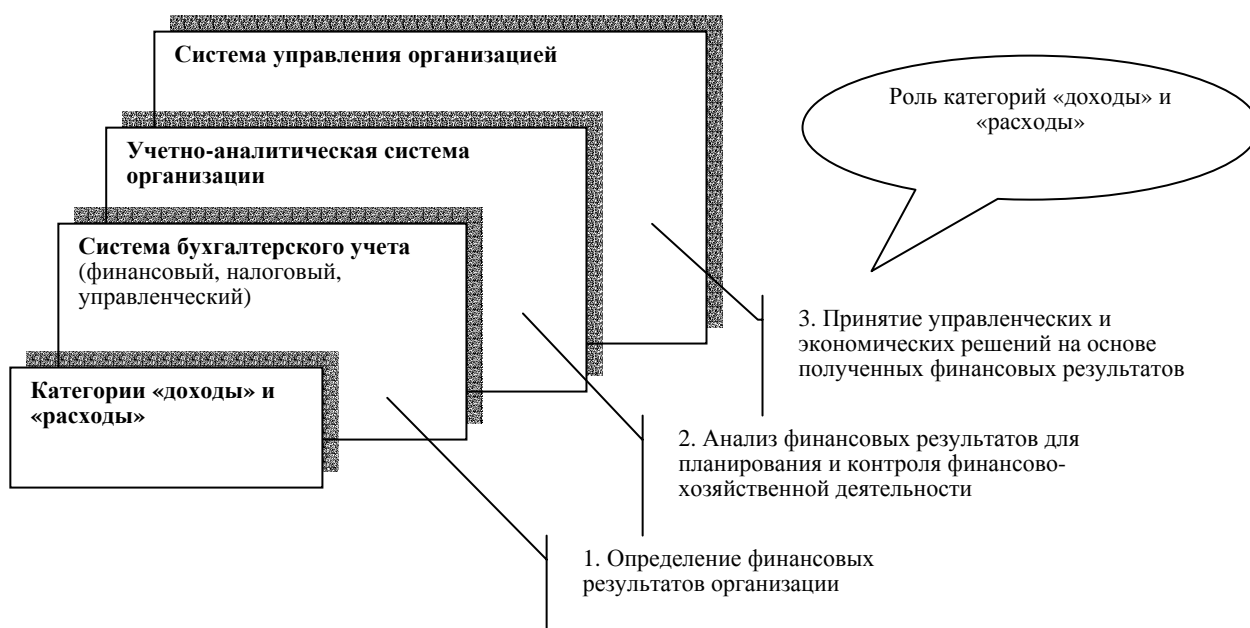 Система управления организацией
Роль категорий «доходы» и
«расходы»
Учетно-аналитическая система
организации
Система бухгалтерского учета
(финансовый, налоговый,
управленческий)
3. Принятие управленческих и
экономических решений на основе
полученных финансовых результатов
Категории «доходы» и
«расходы»
2. Анализ финансовых результатов для
планирования и контроля финансово-
хозяйственной деятельности
1. Определение финансовых
результатов организации